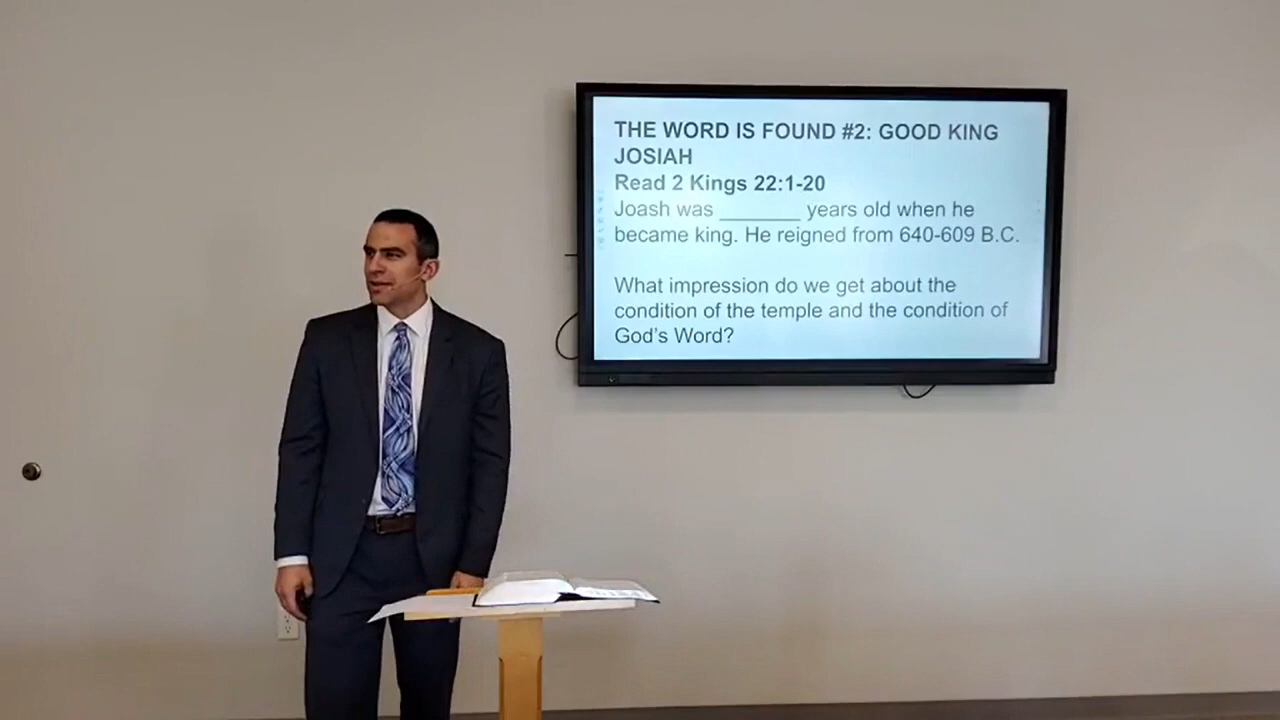 THE WORD IS FOUND #2: GOOD KING
JOSIAH
Read 2 Kings 22:1-20
Joash was ________ years old when he
became king. He reigned from 640-609 B.C.
What impression do we get about the
condition of the temple and the condition of
God's Word?